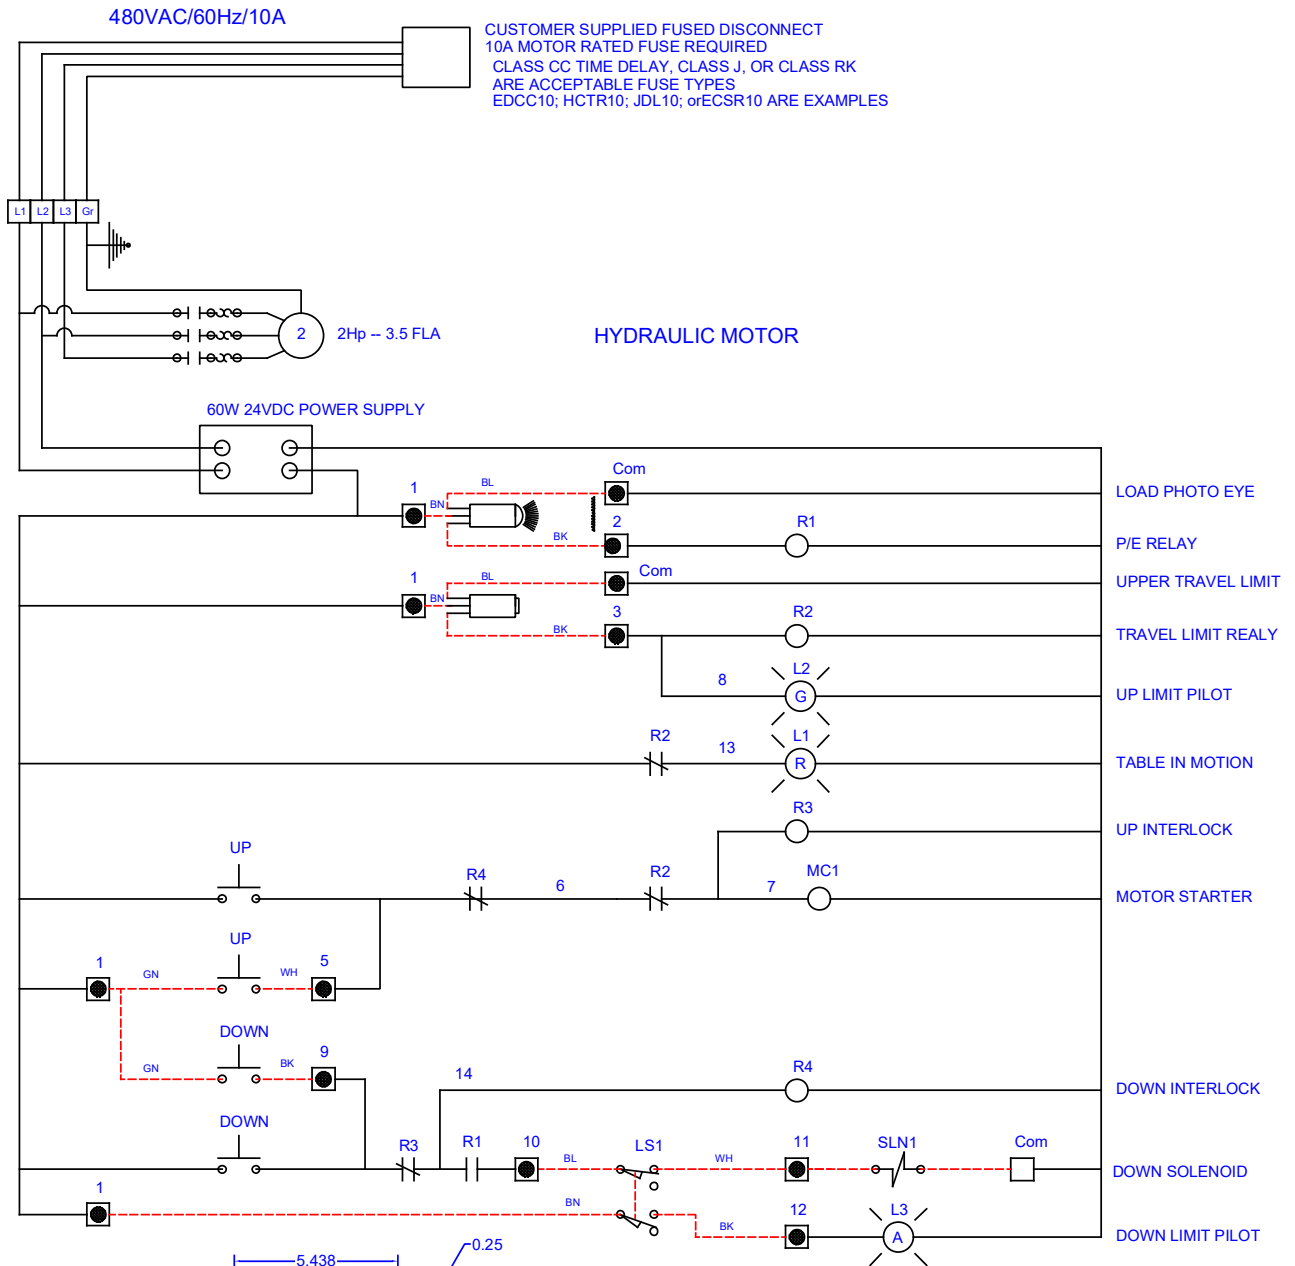 480VAC/60Hz/10A
CUSTOMER SUPPLIED FUSED DISCONNECT
10A MOTOR RATED FUSE REQUIRED
CLASS CC TIME DELAY, CLASS J, OR CLASS RK
ARE ACCEPTABLE FUSE TYPES
EDCC10; HCTR10; JDL10; orECSR10 ARE EXAMPLES
L1 L2 L3 Gr
2 2Hp -- 3.5 FLA
HYDRAULIC MOTOR
60W 24VDC POWER SUPPLY
Com
1 BN BL
LOAD PHOTO EYE
2
BK
R1
P/E RELAY
1 BN BL
Com
UPPER TRAVEL LIMIT
3
BK
R2
TRAVEL LIMIT REALY
8
L2
G
UP LIMIT PILOT
R2
13
L1
R
TABLE IN MOTION
R3
UP INTERLOCK
UP
R4
6
R2
7
MC1
MOTOR STARTER
UP
1
GN
WH
5
DOWN
GN
BK
9
14
R4
DOWN INTERLOCK
DOWN
R3
R1
10
BL
LS1
WH
11
SLN1
Com
DOWN SOLENOID
1
BN
BK
12
L3
A
DOWN LIMIT PILOT
5.438
0.25